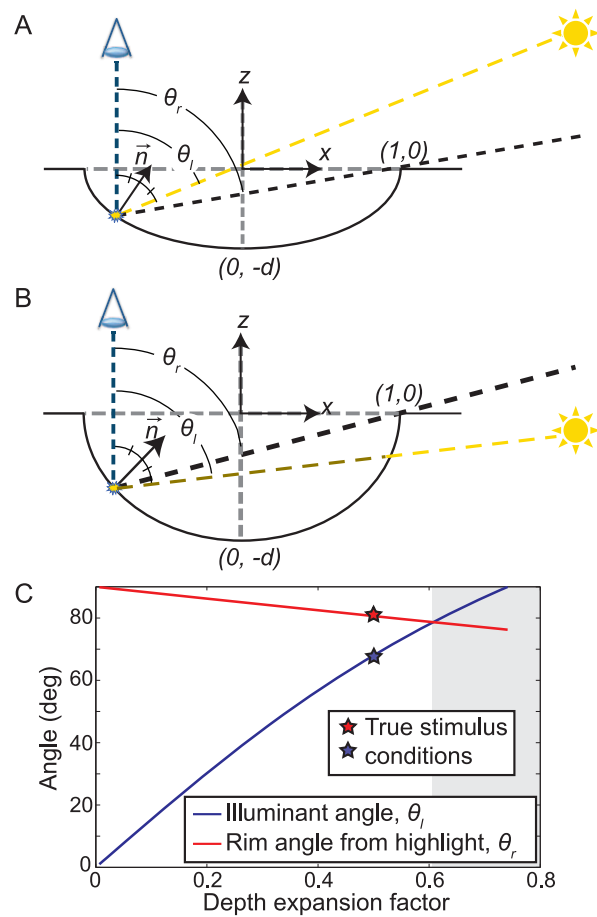 A
θr
n
θl
z
x
(1,0)
(0, -d)
B
z
θr
x
(1,0)
n
θl
(0, -d)
C
Angle (deg)
80
60
40
20
0
True stimulus
conditions
Illuminant angle, θl
Rim angle from highlight, θr
0 0.2 0.4 0.6 0.8
Depth expansion factor